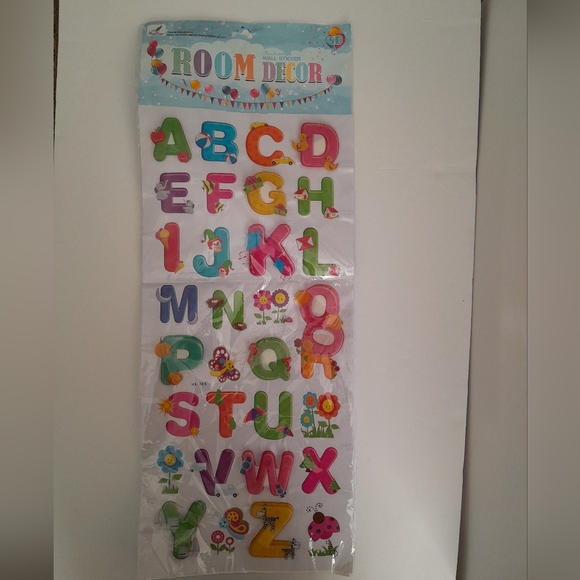 WALL STICKER
ROOM DECOR
A B C D
E F G H
I J K L
M N O
P Q R
S T U
V W X
Y Z